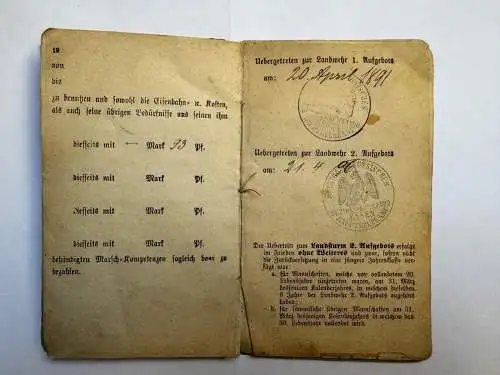 12
von
bis
zu benutzen und sowohl die Eisenbahn- u. Kosten,
als auch seine übrigen Bedürfnisse und seinen ihm
diesseits mit — Mark 93 Pf.
diesseits mit Mark Pf.
diesseits mit Mark Pf.
diesseits mit Mark Pf.
behändigten Marsch-Kompetenzen sogleich baar zu
bezahlen.
Uebergetreten zur Landwehr 1. Aufgebots
am: 20 April 1891
Uebergetreten zur Landwehr 2. Aufgebots
am: 21. 4. 96
Der Uebertritt zum Landsturm 2. Aufgebots erfolgt
im Frieden ohne Weiteres und zwar, sofern nicht
die Zurückversetzung in eine jüngere Jahresklasse ver-
fügt war:
a. für Mannschaften, welche vor vollendetem 20.
Lebensjahre eingetreten waren, am 31. März
desjenigen Kalenderjahres, in welchem dieselben
6 Jahre der Landwehr 2. Aufgebots angehört
haben,
b. für sämmtliche übrigen Mannschaften am 31.
März desjenigen Kalenderjahres in welchem das
39. Lebensjahr vollendet wird.